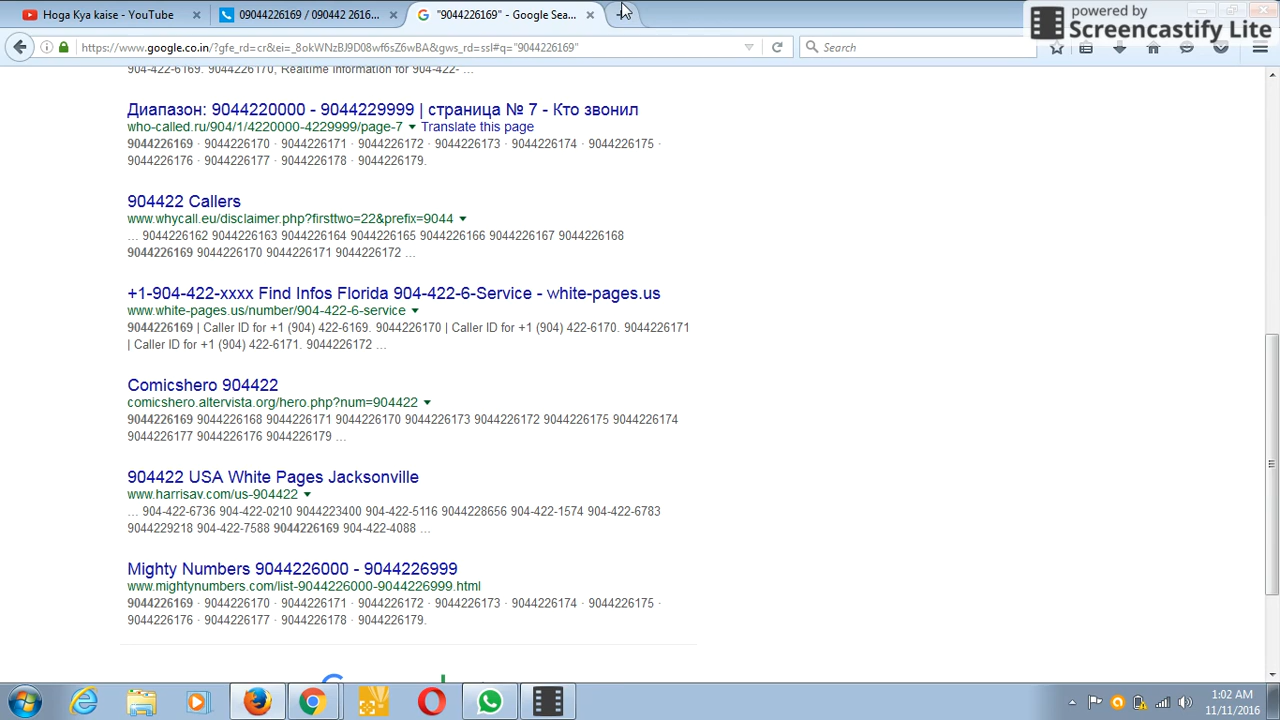 Hoga Kya kaise - YouTube
09044226169 / 090442 2616...
"9044226169" - Google Sea...
powered by
Screencastify Lite
https://www.google.co.in/?gfe_rd=cr&ei=_8okWNzBJ9D08wf6sZ6wBA&gws_rd=ssl#q="9044226169"
Search
904-422-6169. 9044226170, Realtime Information for 904-422- ...
Диапазон: 9044220000 - 9044229999 | страница № 7 - Кто звонил
who-called.ru/904/1/4220000-4229999/page-7 Translate this page
9044226169 · 9044226170 · 9044226171 · 9044226172 · 9044226173 · 9044226174 · 9044226175 ·
9044226176 · 9044226177 · 9044226178 · 9044226179.
904422 Callers
www.whycall.eu/disclaimer.php?firsttwo=22&prefix=9044
... 9044226162 9044226163 9044226164 9044226165 9044226166 9044226167 9044226168
9044226169 9044226170 9044226171 9044226172 ...
+1-904-422-xxxx Find Infos Florida 904-422-6-Service - white-pages.us
www.white-pages.us/number/904-422-6-service
9044226169 | Caller ID for +1 (904) 422-6169. 9044226170 | Caller ID for +1 (904) 422-6170. 9044226171
| Caller ID for +1 (904) 422-6171. 9044226172 ...
Comicshero 904422
comicshero.altervista.org/hero.php?num=904422
9044226169 9044226168 9044226171 9044226170 9044226173 9044226172 9044226175 9044226174
9044226177 9044226176 9044226179 ...
904422 USA White Pages Jacksonville
www.harrisav.com/us-904422
... 904-422-6736 904-422-0210 9044223400 904-422-5116 9044228656 904-422-1574 904-422-6783
9044229218 904-422-7588 9044226169 904-422-4088 ...
Mighty Numbers 9044226000 - 9044226999
www.mightynumbers.com/list-9044226000-9044226999.html
9044226169 · 9044226170 · 9044226171 · 9044226172 · 9044226173 · 9044226174 · 9044226175 ·
9044226176 · 9044226177 · 9044226178 · 9044226179.
1:02 AM
11/11/2016